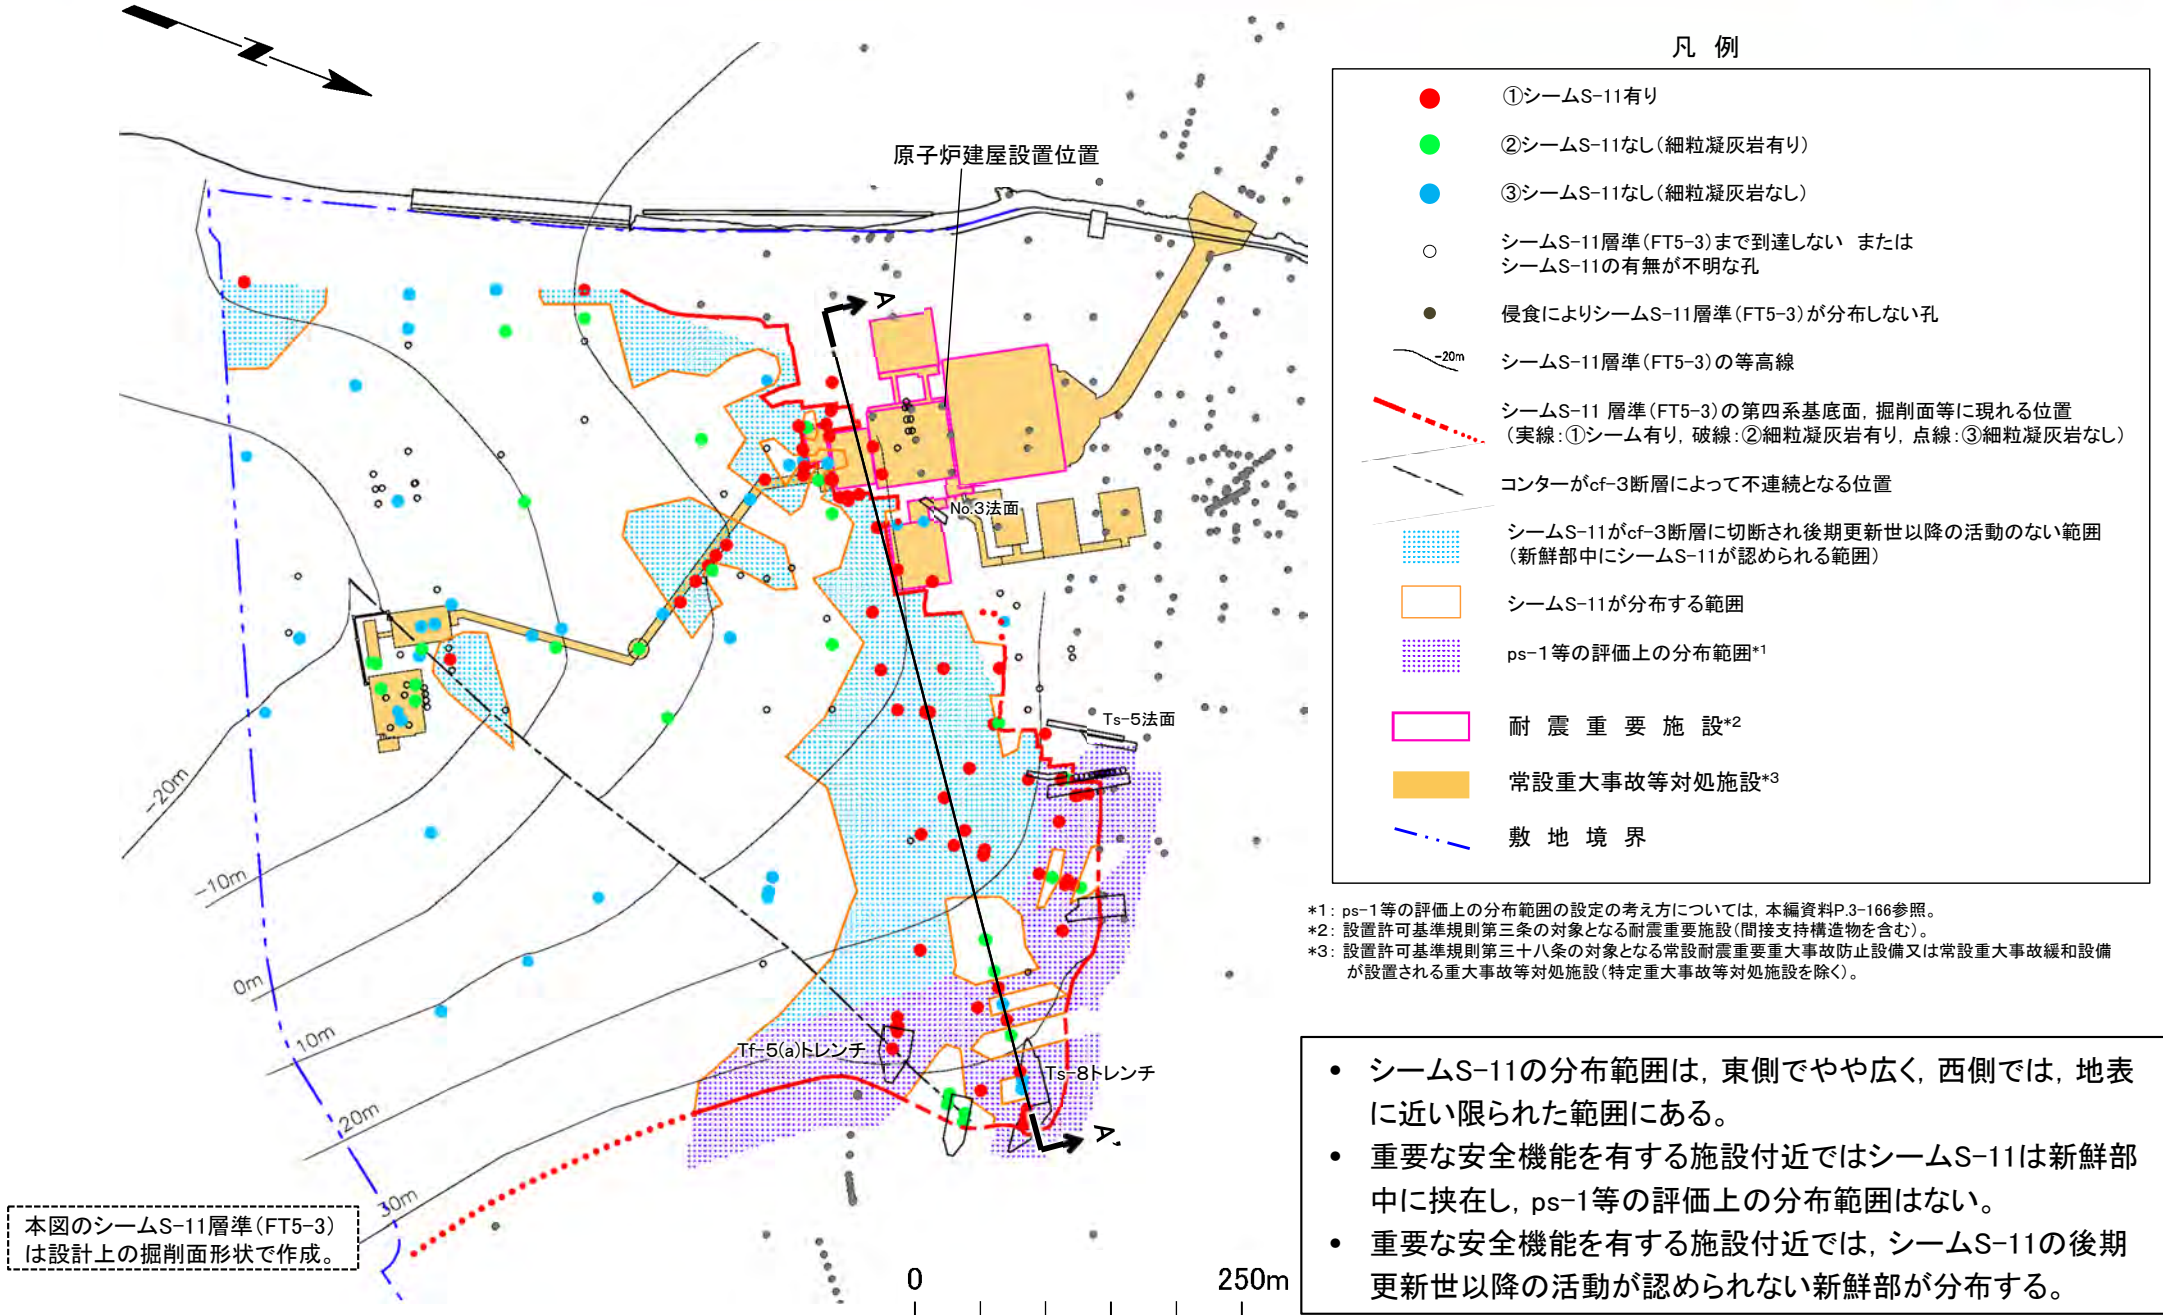 原子炉建屋設置位置
A
No.3法面
Ts-5法面
-20m
-10m
0m
10m
20m
30m
Tf-5(a)トレンチ
Ts-8トレンチ
A'
本図のシームS-11層準(FT5-3)
は設計上の掘削面形状で作成。
0
250m
凡 例
①シームS-11有り
②シームS-11なし(細粒凝灰岩有り)
③シームS-11なし(細粒凝灰岩なし)
シームS-11層準(FT5-3)まで到達しない または
シームS-11の有無が不明な孔
侵食によりシームS-11層準(FT5-3)が分布しない孔
-20m
シームS-11層準(FT5-3)の等高線
シームS-11 層準(FT5-3)の第四系基底面, 掘削面等に現れる位置
(実線:①シーム有り, 破線:②細粒凝灰岩有り, 点線:③細粒凝灰岩なし)
コンターがcf-3断層によって不連続となる位置
シームS-11がcf-3断層に切断され後期更新世以降の活動のない範囲
(新鮮部中にシームS-11が認められる範囲)
シームS-11が分布する範囲
ps-1等の評価上の分布範囲*1
耐 震 重 要 施 設*2
常設重大事故等対処施設*3
敷 地 境 界
*1: ps-1等の評価上の分布範囲の設定の考え方については, 本編資料P.3-166参照。
*2: 設置許可基準規則第三条の対象となる耐震重要施設(間接支持構造物を含む)。
*3: 設置許可基準規則第三十八条の対象となる常設耐震重要重大事故防止設備又は常設重大事故緩和設備
が設置される重大事故等対処施設(特定重大事故等対処施設を除く)。
• シームS-11の分布範囲は, 東側でやや広く, 西側では, 地表
に近い限られた範囲にある。
• 重要な安全機能を有する施設付近ではシームS-11は新鮮部
中に挟在し, ps-1等の評価上の分布範囲はない。
• 重要な安全機能を有する施設付近では, シームS-11の後期
更新世以降の活動が認められない新鮮部が分布する。